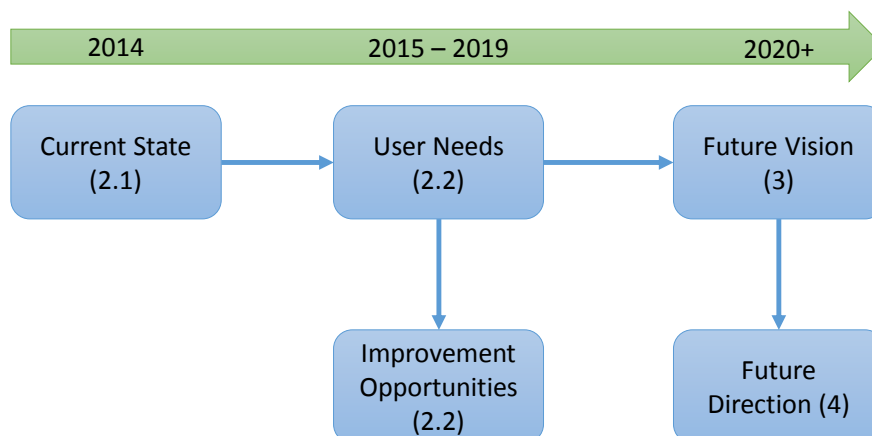 2014
2015 – 2019
2020+
Current State
(2.1)
User Needs
(2.2)
Future Vision
(3)
Improvement
Opportunities
(2.2)
Future
Direction (4)